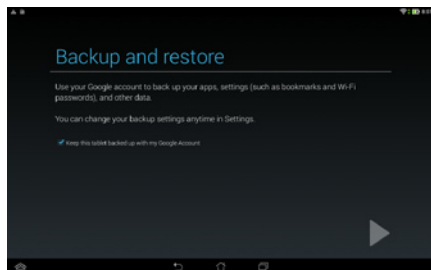 Backup and restore
Use your Google account to back up your apps, settings (such as bookmarks and Wi-Fi
passwords), and other data.
You can change your backup settings anytime in Settings.
Keep this tablet backed up with my Google Account